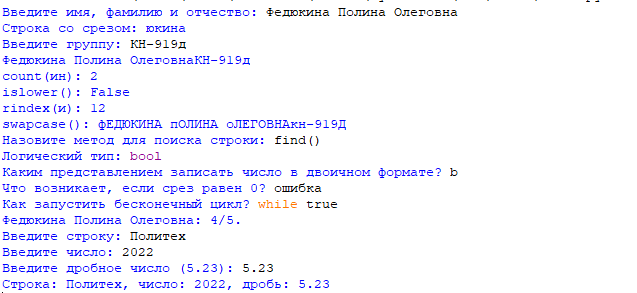 Введите имя, фамилию и отчество: Федюкина Полина Олеговна
Строка со срезом: юкина
Введите группу: КН-919д
Федюкина Полина ОлеговнаКН-919д
count(ин): 2
islower(): False
rindex(и): 12
swapcase(): фЕДЮКИНА пОЛИНА оЛЕГОВНАкн-919Д
Назовите метод для поиска строки: find()
Логический тип: bool
Каким представлением записать число в двоичном формате? b
Что возникает, если срез равен 0? ошибка
Как запустить бесконечный цикл? while true
Федюкина Полина Олеговна: 4/5.
Введите строку: Политех
Введите число: 2022
Введите дробное число (5.23): 5.23
Строка: Политех, число: 2022, дробь: 5.23